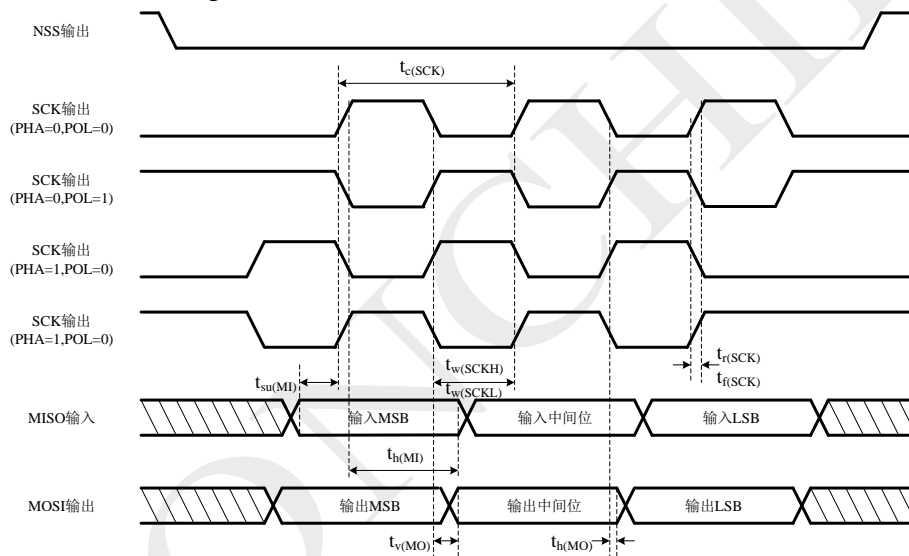 NSS输出
tc(SCK)
SCK输出
(PHA=0,POL=0)
SCK输出
(PHA=0,POL=1)
SCK输出
(PHA=1,POL=0)
SCK输出
(PHA=1,POL=0)
tr(SCK)
tf(SCK)
tw(SCKH)
tw(SCKL)
tsu(MI)
MISO输入
输入MSB
输入中间位
输入LSB
th(MI)
MOSI输出
输出MSB
输出中间位
输出LSB
tv(MO)
th(MO)